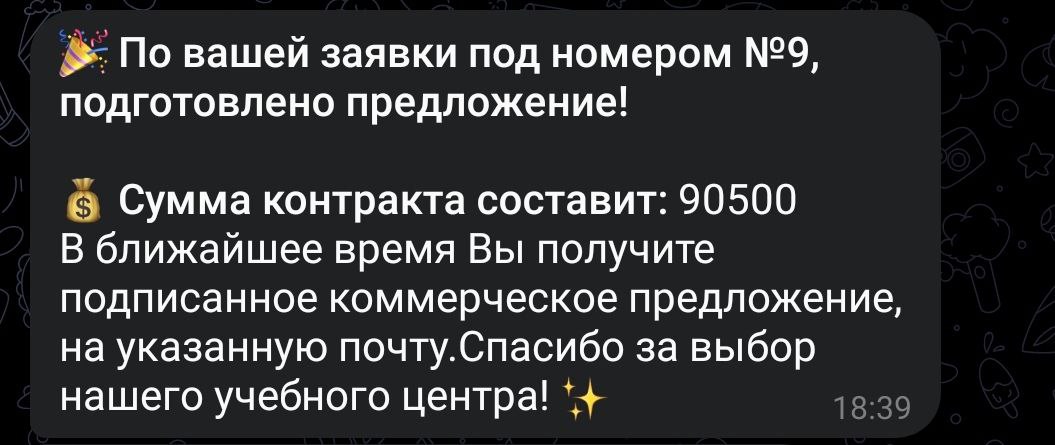 🎉 По вашей заявки под номером №9,
подготовлено предложение!
💰 Сумма контракта составит: 90500
В ближайшее время Вы получите
подписанное коммерческое предложение,
на указанную почту.Спасибо за выбор
нашего учебного центра! ✨
18:39